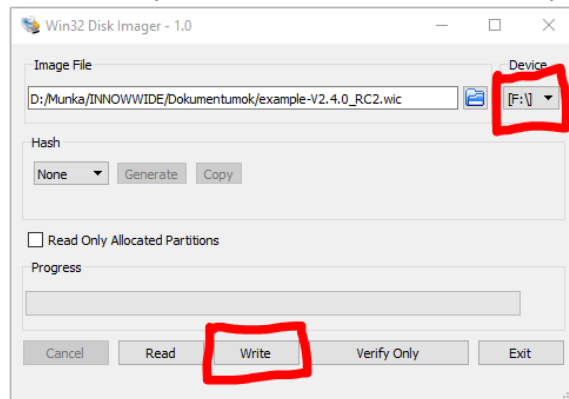 Win32 Disk Imager - 1.0
Image File
Device
D:/Munka/INNOWWIDE/Dokumentumok/example-V2.4.0_RC2.wic
[F:\]
Hash
None
Generate
Copy
Read Only Allocated Partitions
Progress
Cancel
Read
Write
Verify Only
Exit